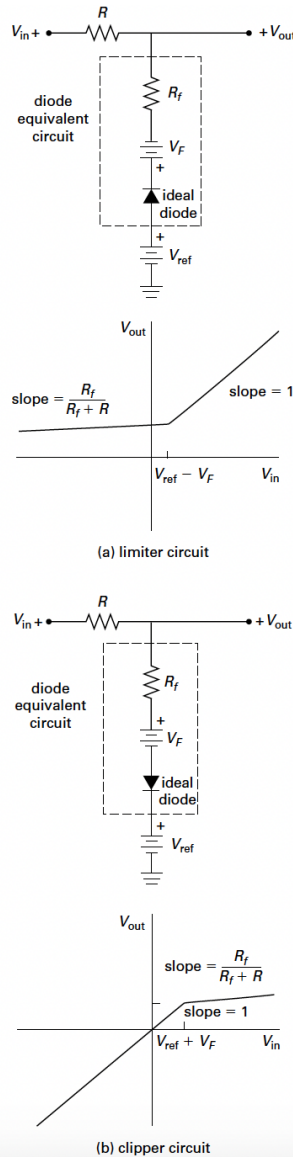 R
Vin + +Vout
diode
equivalent
circuit
Rf
VF
+
ideal
diode
+
Vref
Vout
slope = Rf / (Rf + R)
slope = 1
Vref − VF Vin
(a) limiter circuit
R
Vin + + Vout
diode
equivalent
circuit
Rf
+
VF
ideal
diode
+
Vref
Vout
slope = Rf / (Rf + R)
slope = 1
Vref + VF Vin
(b) clipper circuit